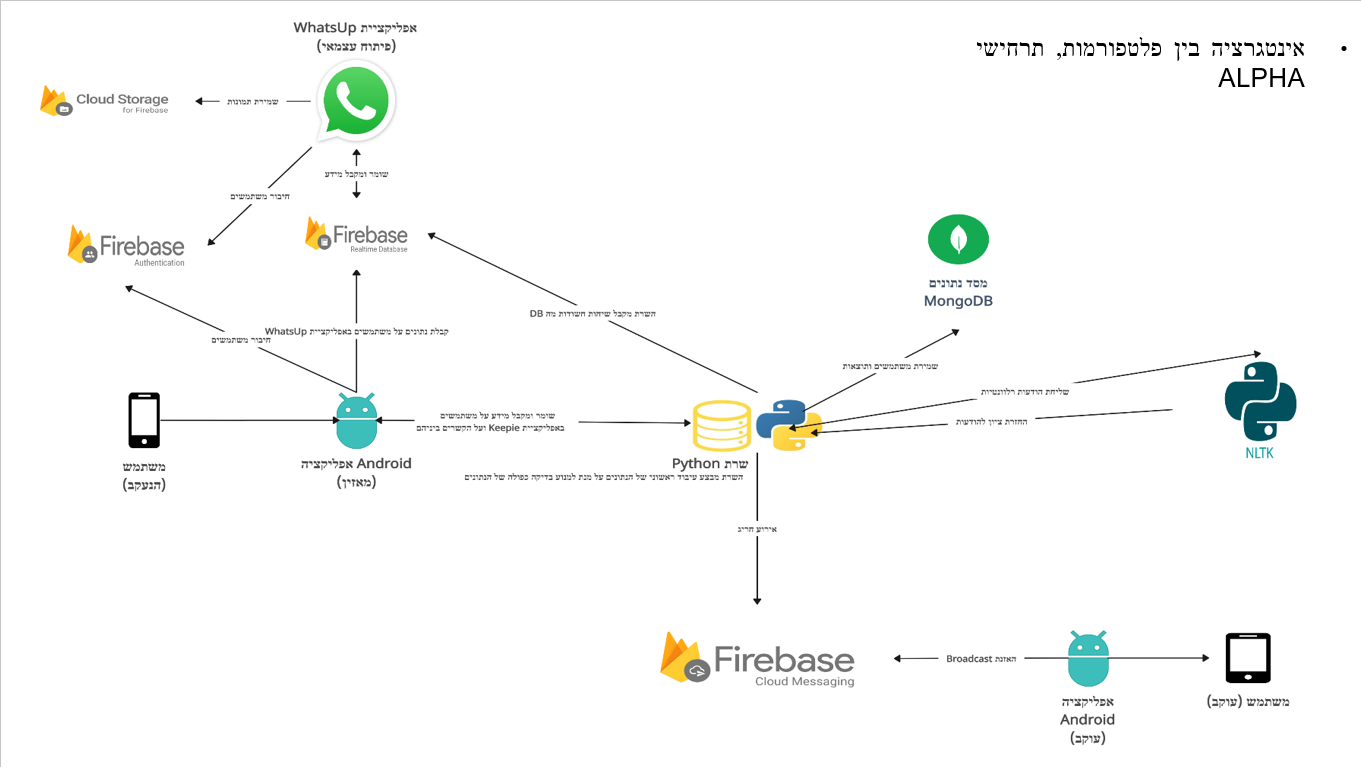 • אינטגרציה בין פלטפורמות, תרחישי
ALPHA
אפליקציית WhatsUp
(פיתוח עצמאי)
Cloud Storage
for Firebase
שמירת תמונות
שומר ומקבל מידע
חיבור משתמשים
Firebase
Authentication
Firebase
Realtime Database
מסד נתונים
MongoDB
השרת מקבל שיחות חשודות מה DB
קבלת נתונים על משתמשים באפליקציית WhatsUp
חיבור משתמשים
שמירת משתמשים ותוצאות
שליחת הודעות רלוונטיות
החזרת ציון להודעות
שומר ומקבל מידע על משתמשים
באפליקציית Keepie ועל הקשרים ביניהם
NLTK
משתמש
(הנעקב)
אפליקציה Android
(מאזין)
שרת Python
השרת מבצע עיבוד ראשוני של הנתונים על מנת למנוע בדיקה כפולה של הנתונים
אירוע חריג
Firebase
Cloud Messaging
האזנת Broadcast
אפליקציה
Android
(עוקב)
משתמש (עוקב)